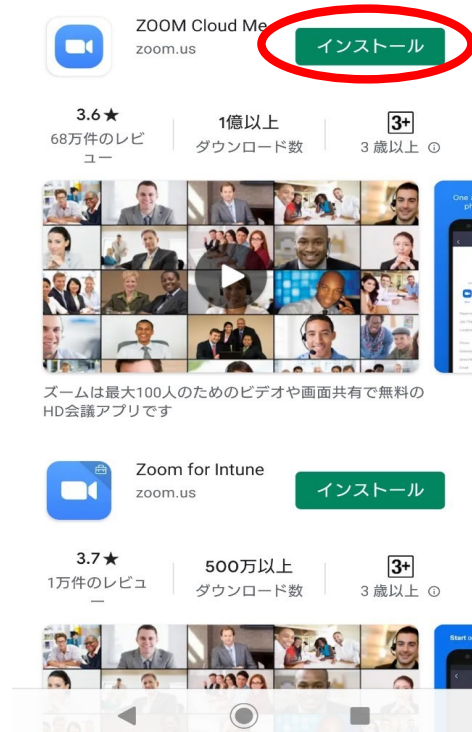 ZOOM Cloud Me
zoom.us
インストール
3.6★
68万件のレビ
ュー
1億以上
ダウンロード数
3+
3 歳以上
One
ズームは最大100人のためのビデオや画面共有で無料の
HD会議アプリです
Zoom for Intune
zoom.us
インストール
3.7★
1万件のレビュ
ー
500万以上
ダウンロード数
3+
3 歳以上
Start